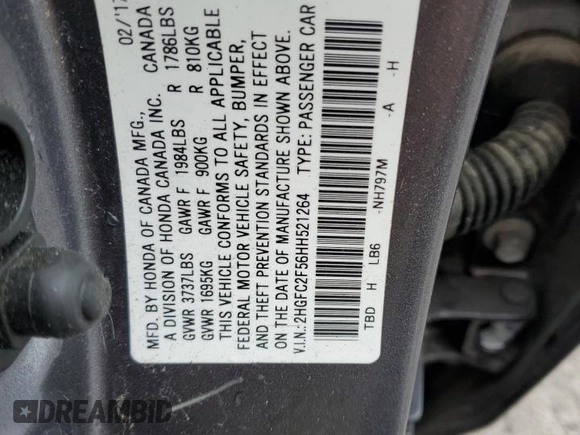 MFD. BY HONDA OF CANADA MFG., CANADA 02/'17
A DIVISION OF HONDA CANADA INC.
GVWR 3737LBS GAWR F 1984LBS R 1786LBS
GVWR 1695KG GAWR F 900KG R 810KG
THIS VEHICLE CONFORMS TO ALL APPLICABLE
FEDERAL MOTOR VEHICLE SAFETY, BUMPER,
AND THEFT PREVENTION STANDARDS IN EFFECT
ON THE DATE OF MANUFACTURE SHOWN ABOVE.
V.I.N.: 2HGFC2F56HH521264 TYPE: PASSENGER CAR
NH797M -A -H
TBD H LB6
DREAMBID